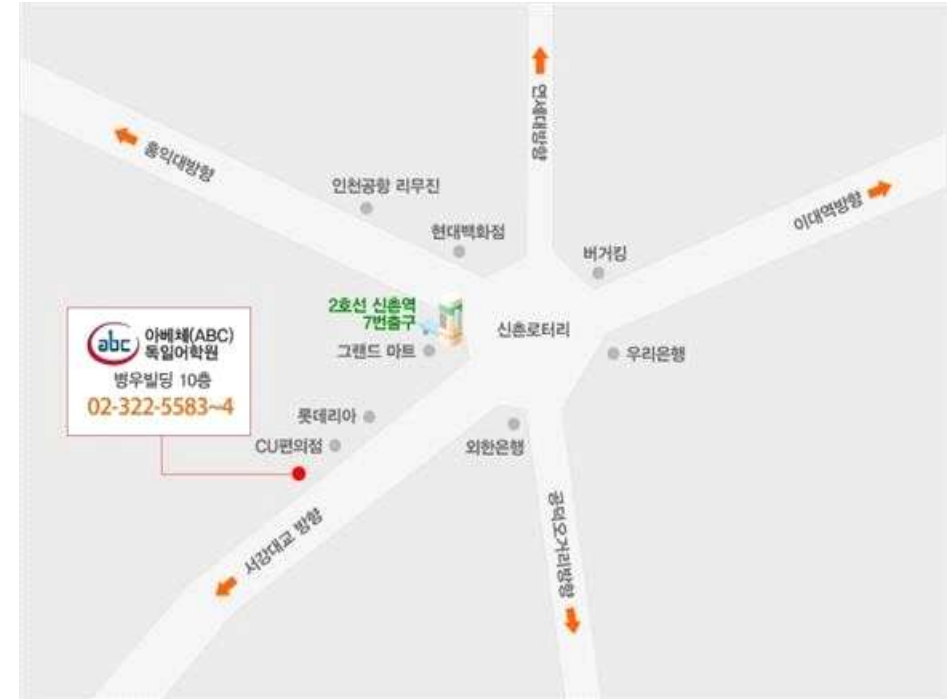 연세대방향
홍익대방향
인천공항 리무진
이대역방향
현대백화점
버거킹
2호선 신촌역
7번출구
신촌로터리
그랜드 마트
우리은행
abc
아베체(ABC)
독일어학원
병우빌딩 10층
02-322-5583~4
롯데리아
CU편의점
외한은행
서강대교 방향
공덕오거리방향